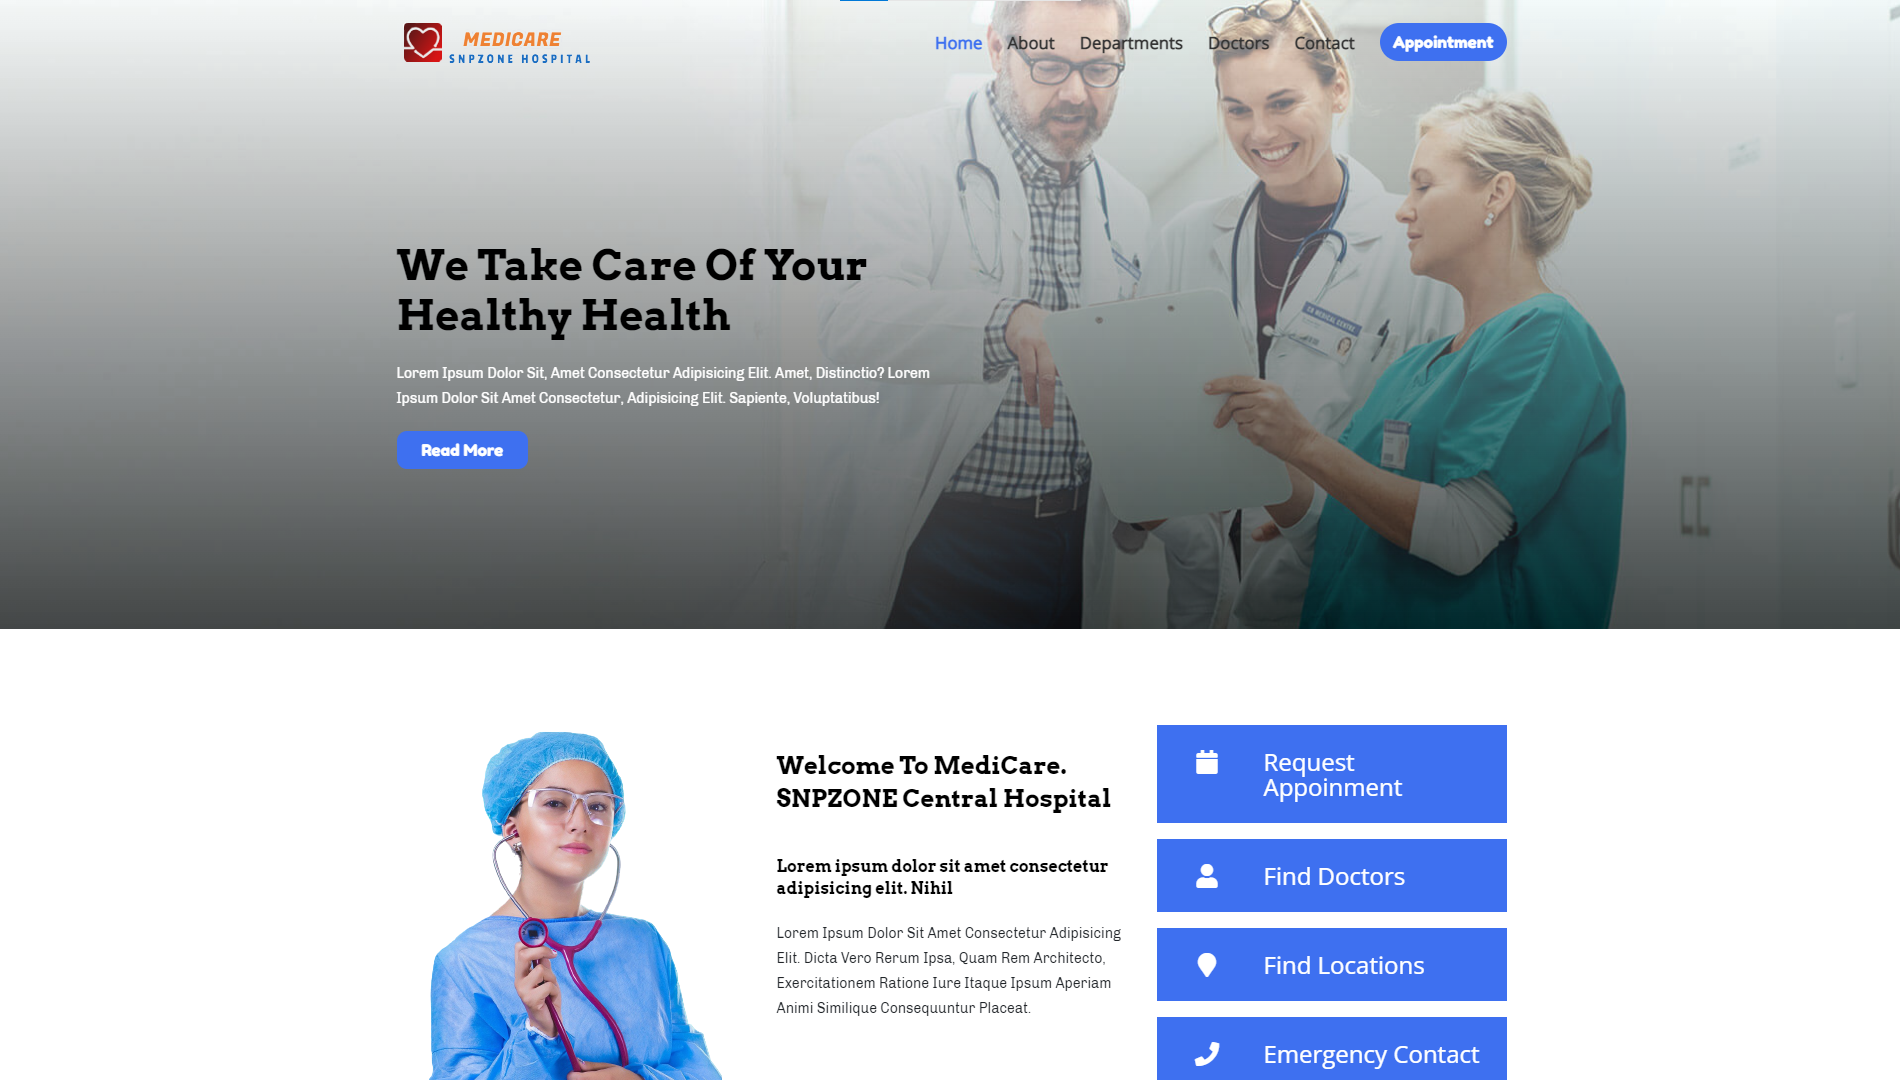 MEDICARE
SNPZONE HOSPITAL
Home About Departments Doctors Contact Appointment
We Take Care Of Your
Healthy Health
Lorem Ipsum Dolor Sit, Amet Consectetur Adipisicing Elit. Amet, Distinctio? Lorem
Ipsum Dolor Sit Amet Consectetur, Adipisicing Elit. Sapiente, Voluptatibus!
Read More
CH MEDICAL CENTRE
Welcome To MediCare.
SNPZONE Central Hospital
Lorem ipsum dolor sit amet consectetur
adipisicing elit. Nihil
Lorem Ipsum Dolor Sit Amet Consectetur Adipisicing
Elit. Dicta Vero Rerum Ipsa, Quam Rem Architecto,
Exercitationem Ratione Iure Itaque Ipsum Aperiam
Animi Similique Consequuntur Placeat.
Request
Appoinment
Find Doctors
Find Locations
Emergency Contact